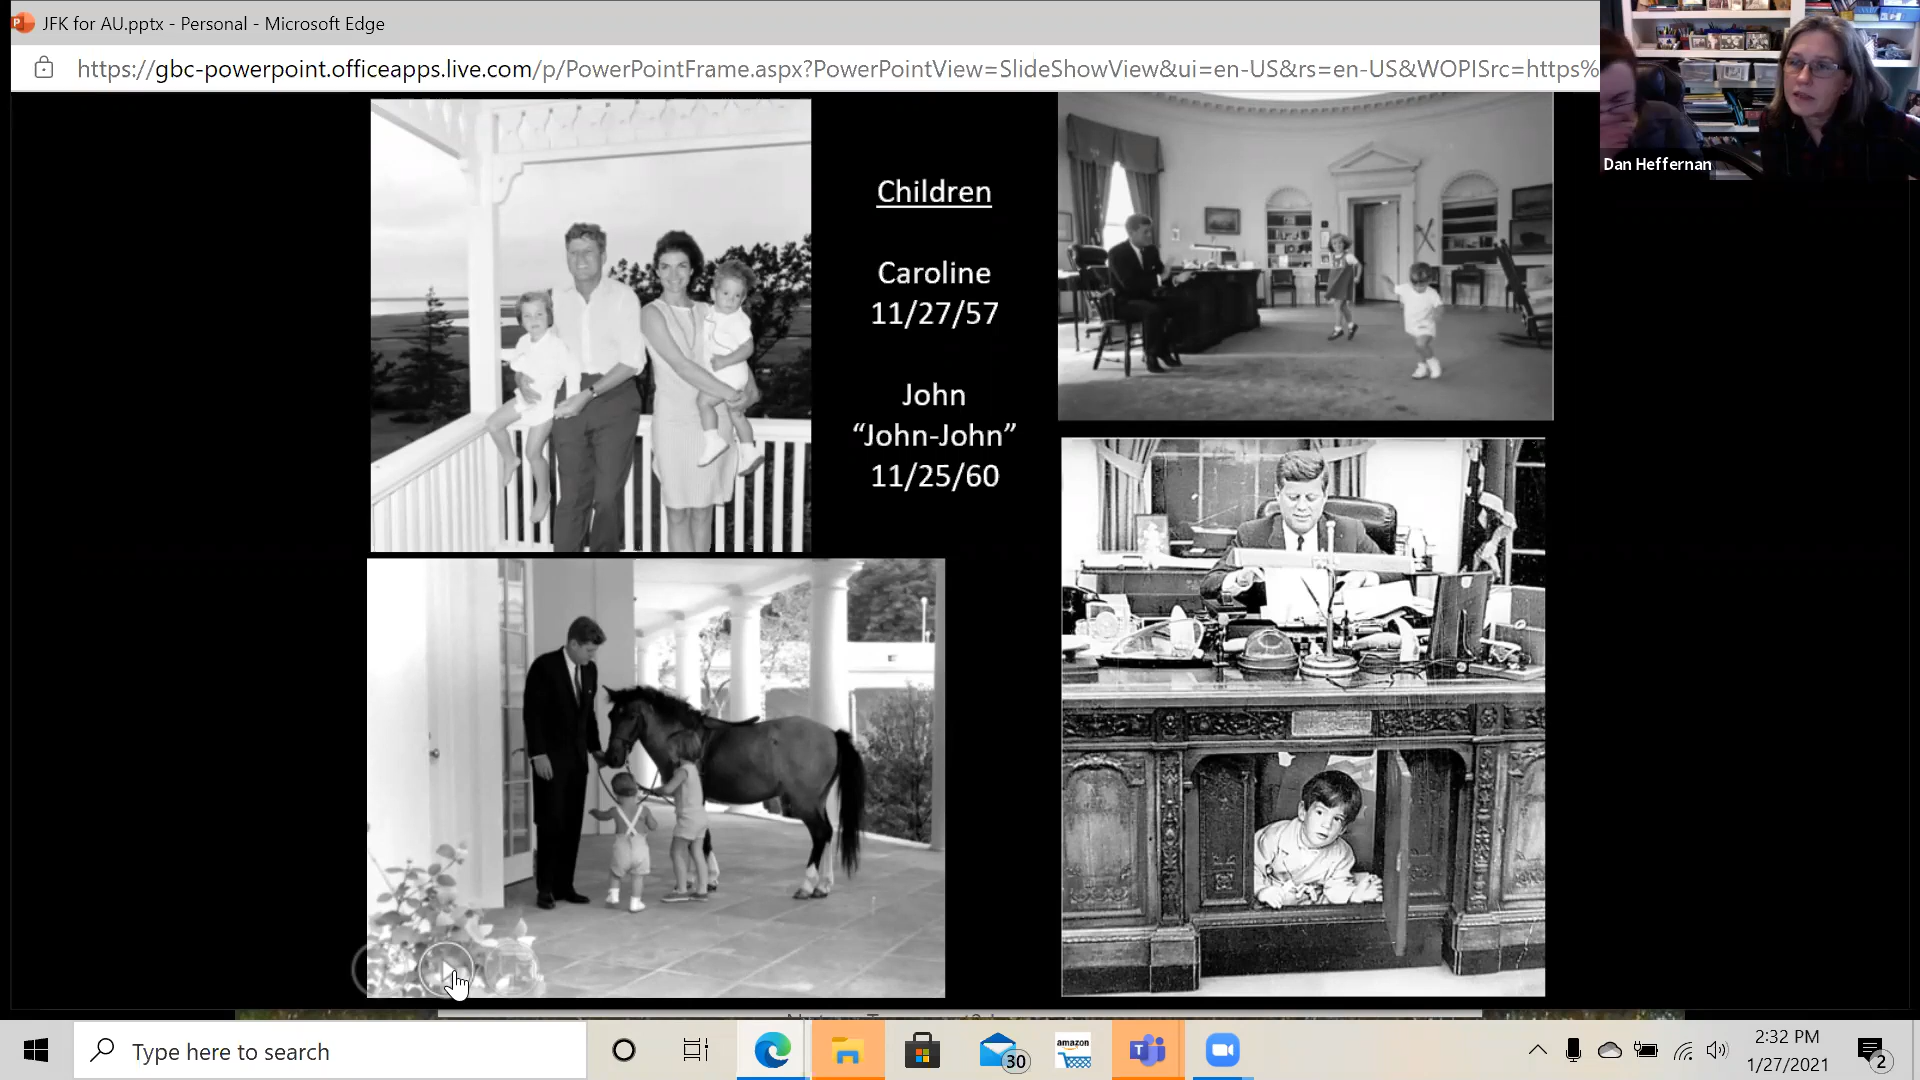 JFK for AU.pptx - Personal - Microsoft Edge
https://gbc-powerpoint.officeapps.live.com/p/PowerPointFrame.aspx?PowerPointView=SlideShowView&ui=en-US&rs=en-US&WOPISrc=https%
Dan Heffernan
Children
Caroline
11/27/57
John
“John-John”
11/25/60
Type here to search
30
amazon
2:32 PM
1/27/2021
2